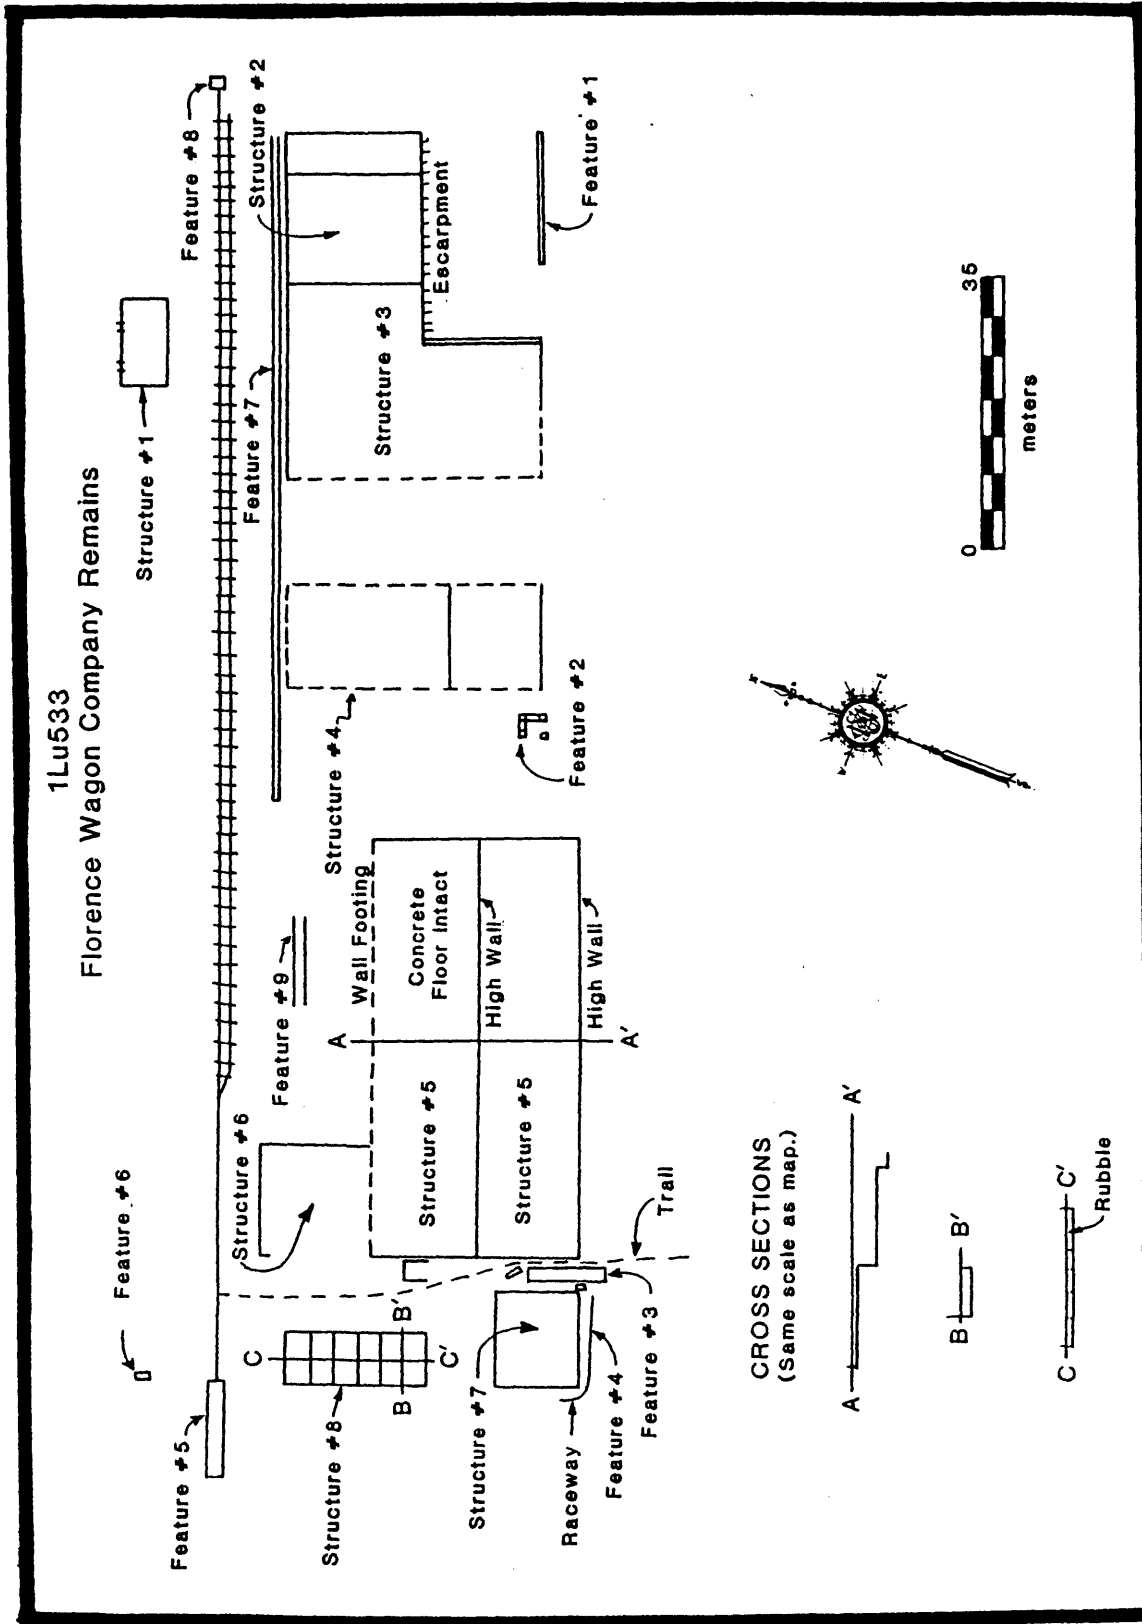 1Lu533
Florence Wagon Company Remains
Feature #6
Feature #5
Structure #1
Feature #8
Structure #2
Feature #7
Structure #6
Feature #9
Structure #8
C
C'
B
B'
A
Wall Footing
Structure #4
Concrete
Floor Intact
Structure #3
Escarpment
Feature #1
Structure #5
High Wall
Structure #5
High Wall
A'
Feature #2
Structure #7
Raceway
Feature #4
Feature #3
Trail
CROSS SECTIONS
(Same scale as map.)
A
A'
B
B'
C
C'
Rubble
0
35
meters